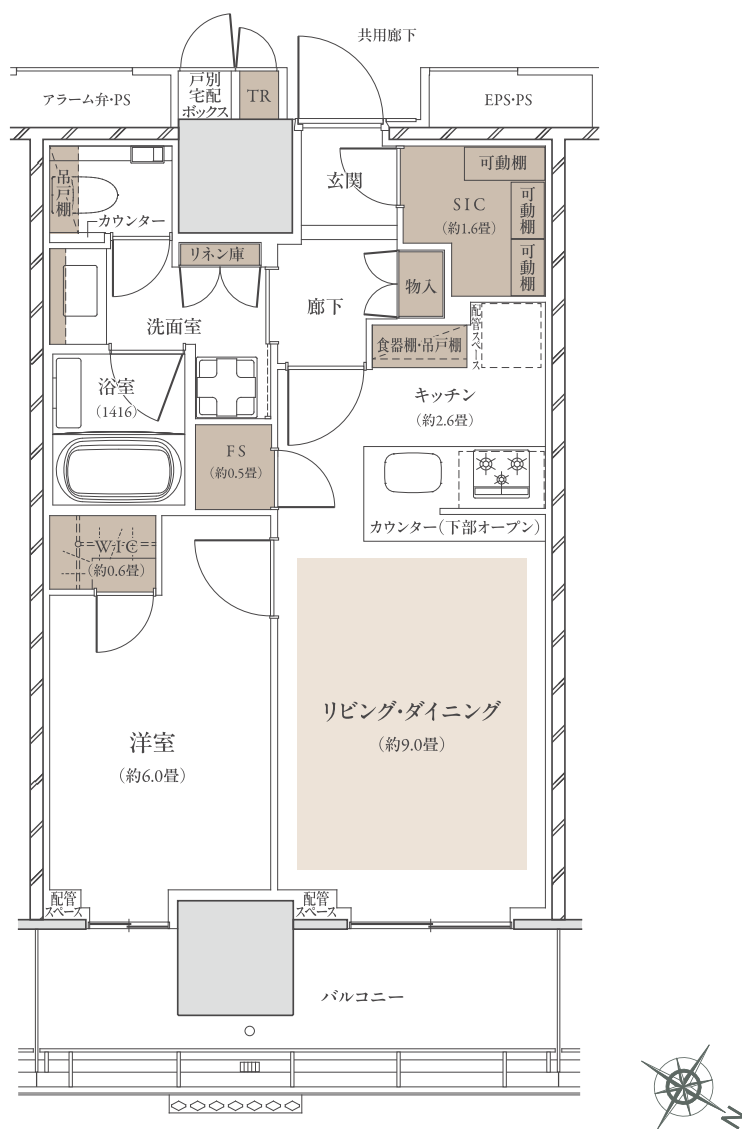 共用廊下
戸別
宅配
ボックス
TR
アラーム弁・PS
EPS・PS
吊戸棚
カウンター
玄関
可動棚
SIC
（約1.6畳）
可動棚
可動棚
リネン庫
物入
廊下
洗面室
配管スペース
食器棚・吊戸棚
浴室
（1416）
キッチン
（約2.6畳）
FS
（約0.5畳）
カウンター（下部オープン）
WIC
（約0.6畳）
リビング・ダイニング
（約9.0畳）
洋室
（約6.0畳）
配管
スペース
配管
スペース
バルコニー
N